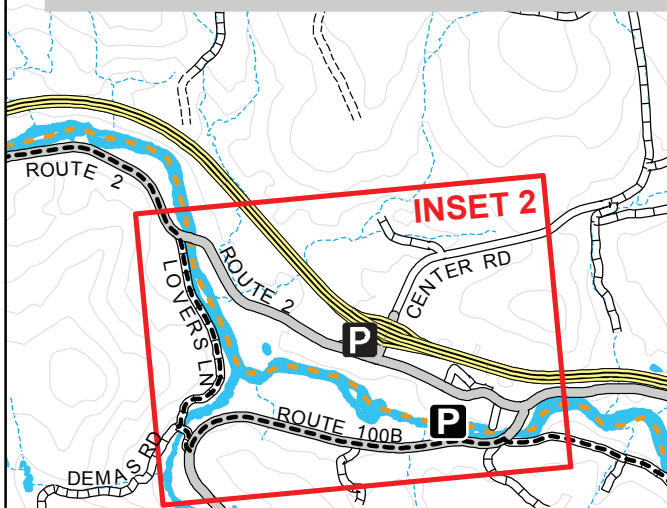 ROUTE 2
INSET 2
ROUTE 2
LOVERS LN
CENTER RD
P
P
ROUTE 100B
DEMAS RD